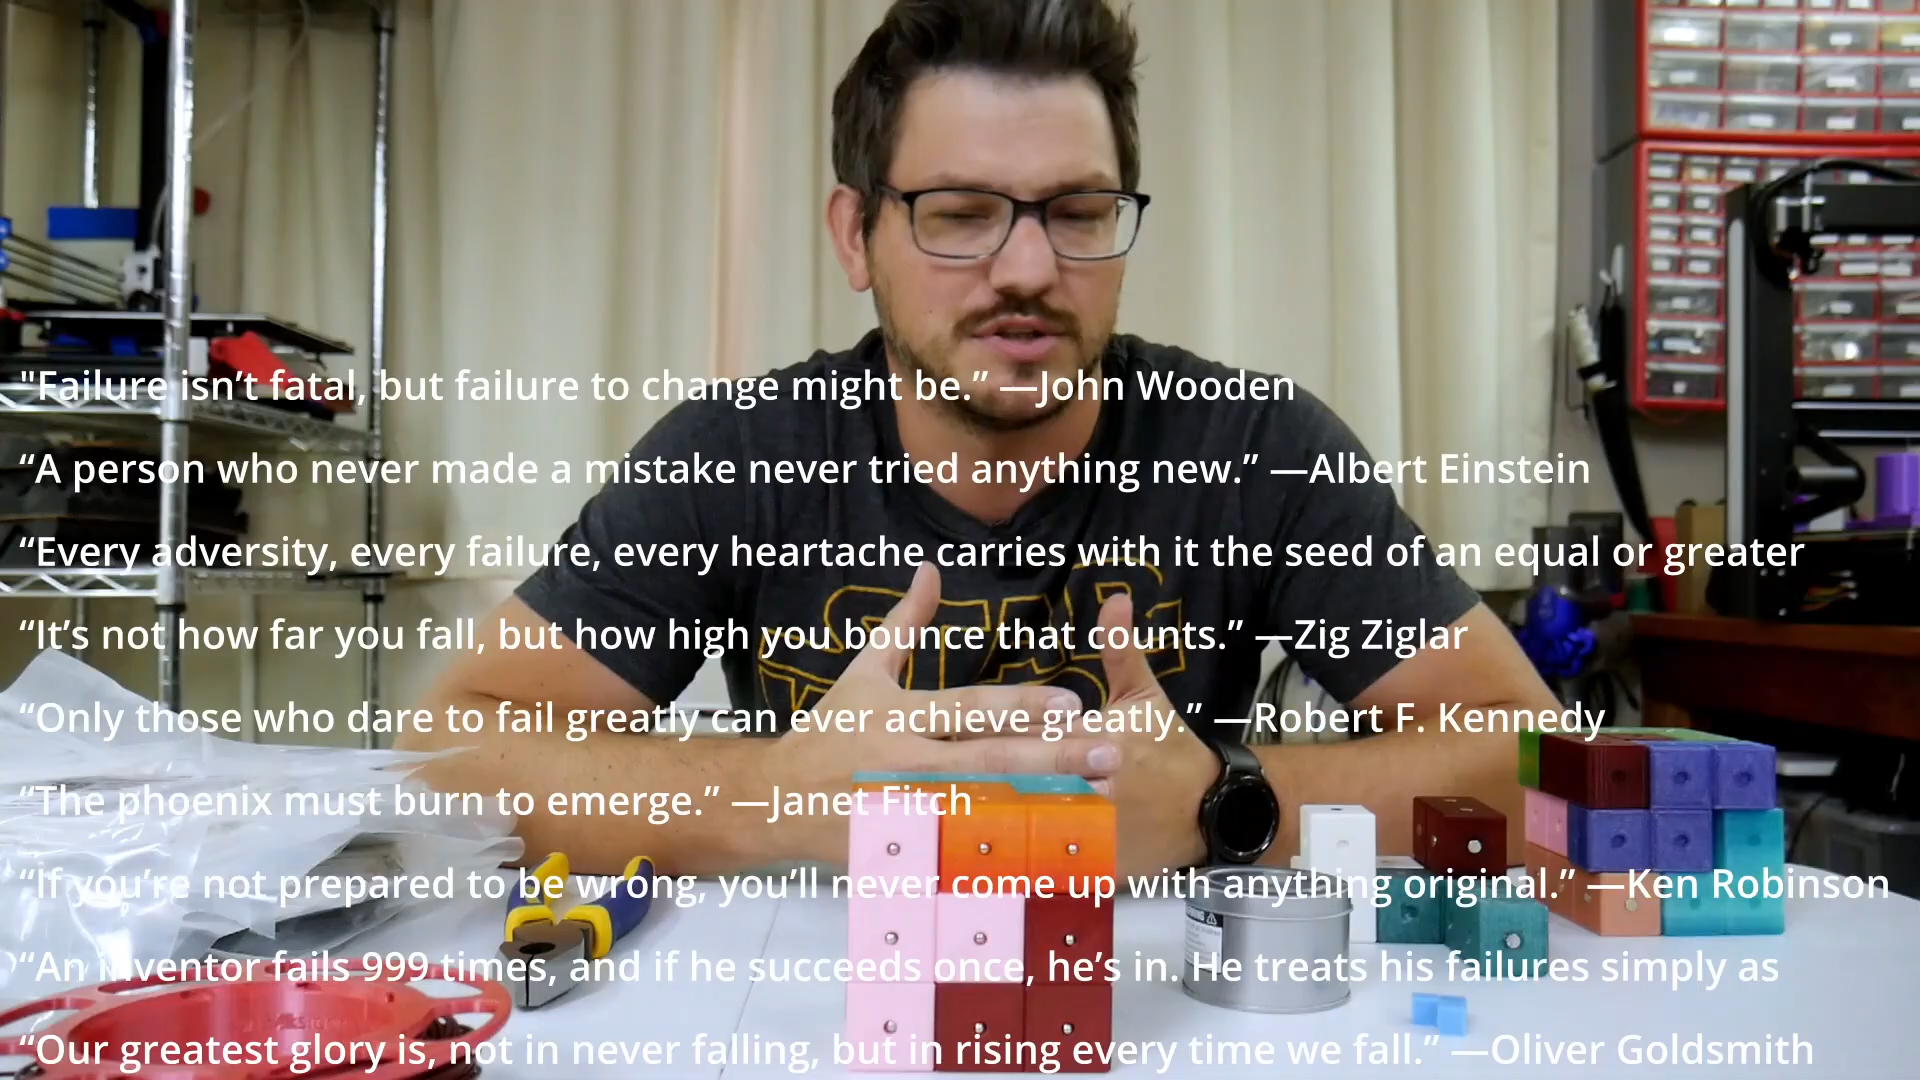 "Failure isn’t fatal, but failure to change might be.” —John Wooden
“A person who never made a mistake never tried anything new.” —Albert Einstein
“Every adversity, every failure, every heartache carries with it the seed of an equal or greater
“It’s not how far you fall, but how high you bounce that counts.” —Zig Ziglar
“Only those who dare to fail greatly can ever achieve greatly.” —Robert F. Kennedy
“The phoenix must burn to emerge.” —Janet Fitch
“If you’re not prepared to be wrong, you’ll never come up with anything original.” —Ken Robinson
“An inventor fails 999 times, and if he succeeds once, he’s in. He treats his failures simply as
“Our greatest glory is, not in never falling, but in rising every time we fall.” —Oliver Goldsmith
STAR
WARNING